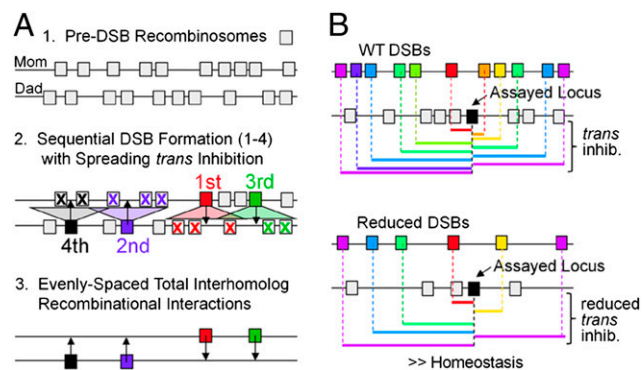 A
1. Pre-DSB Recombinosomes
Mom
Dad
2. Sequential DSB Formation (1-4)
with Spreading trans Inhibition
1st
3rd
X X X X
4th
2nd
X X X X X
3. Evenly-Spaced Total Interhomolog
Recombinational Interactions
B
WT DSBs
Assayed Locus
trans
inhib.
Reduced DSBs
Assayed Locus
reduced
trans
inhib.
>> Homeostasis